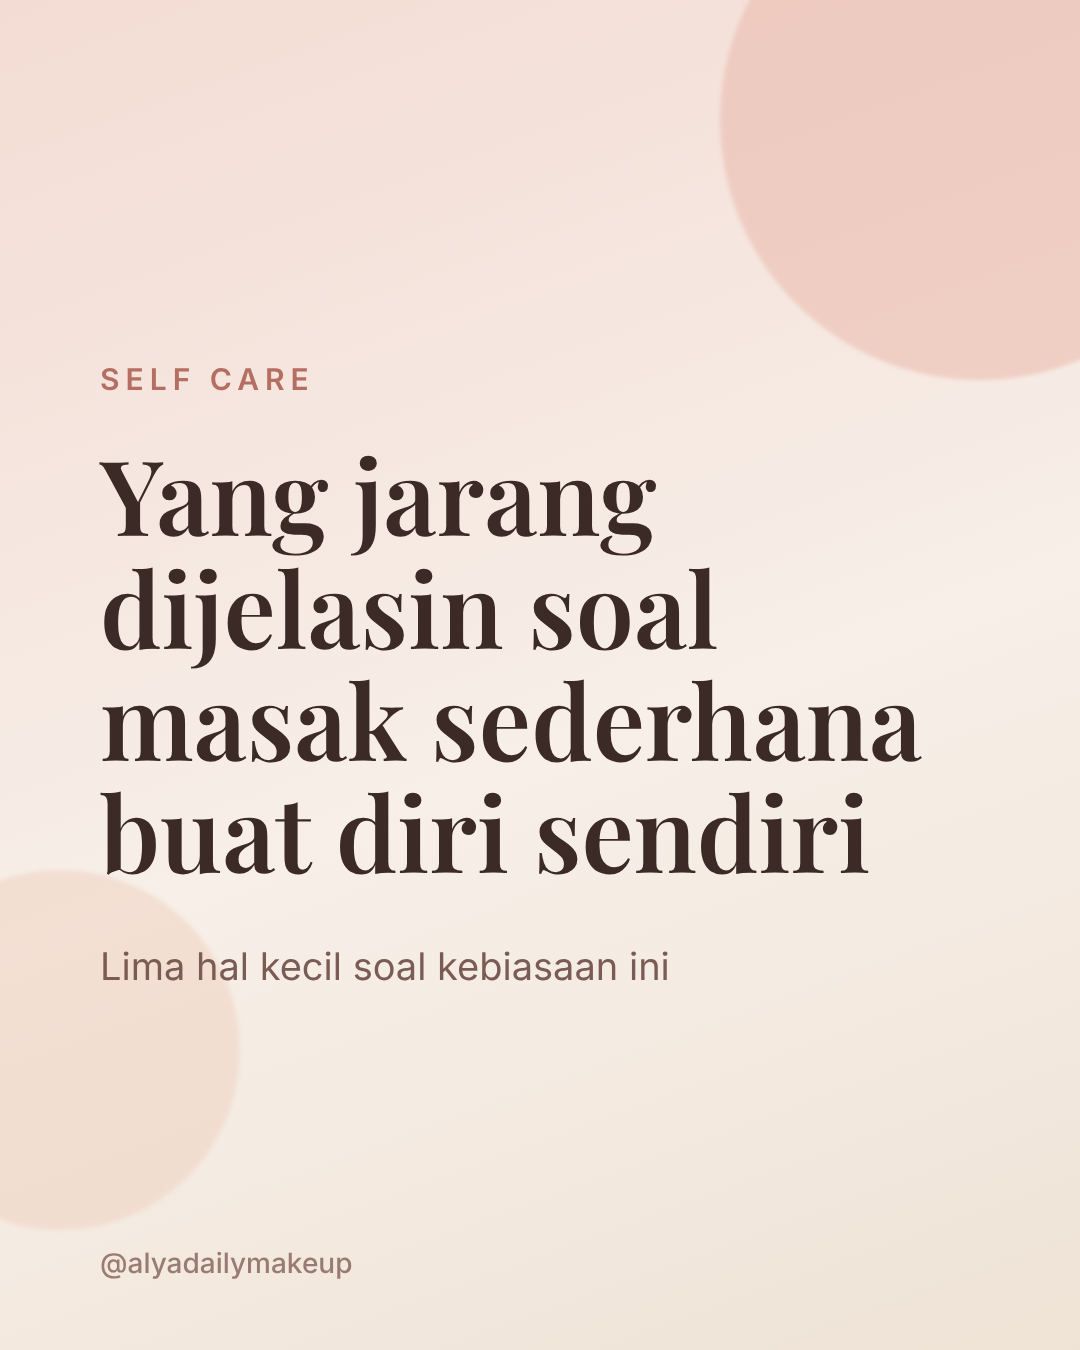 SELF CARE
Yang jarang
dijelasin soal
masak sederhana
buat diri sendiri
Lima hal kecil soal kebiasaan ini
@alyadailymakeup